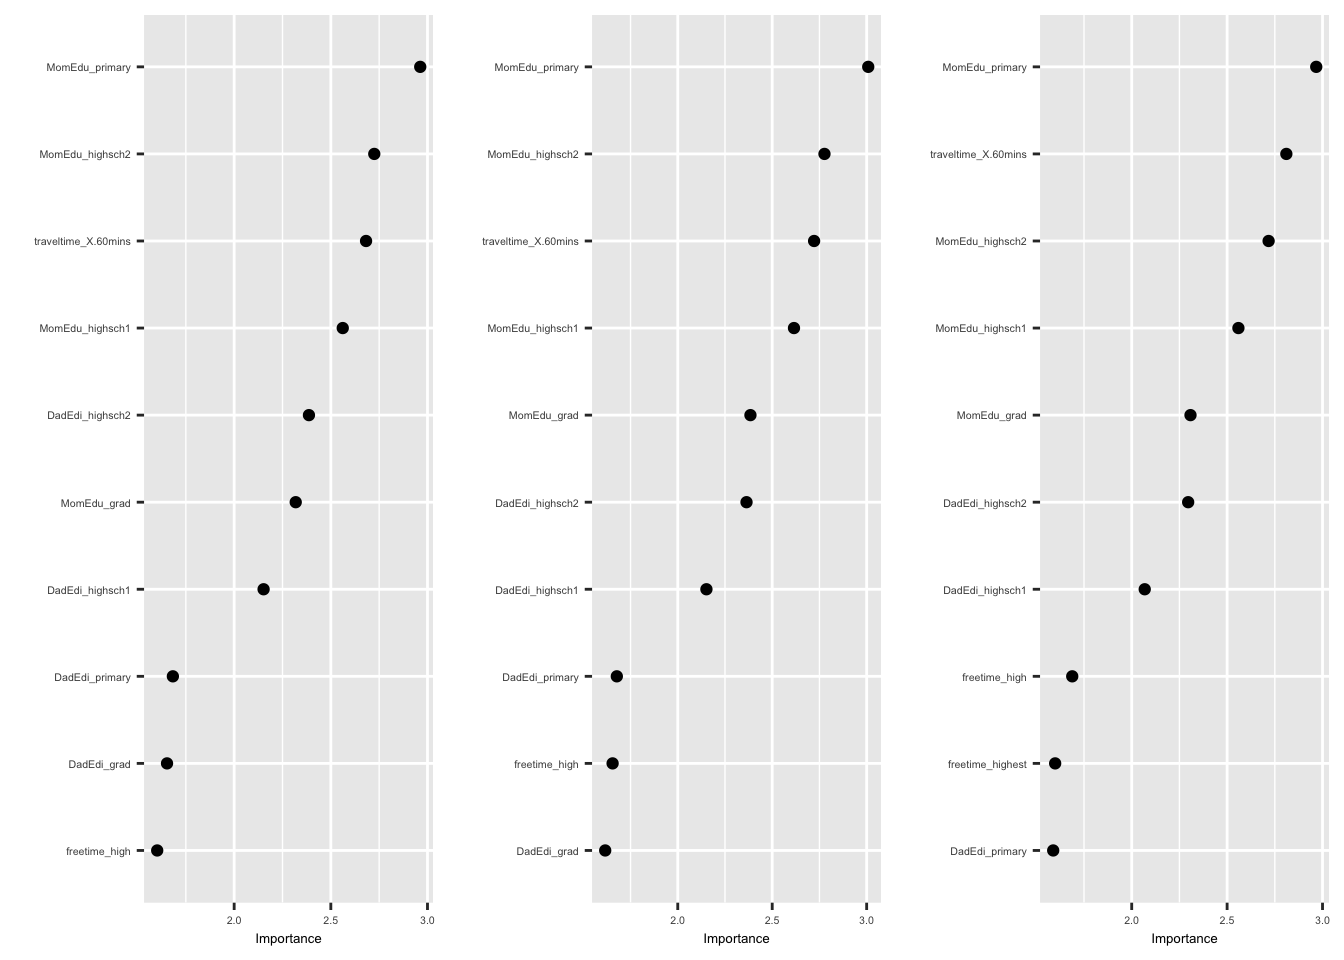 MomEdu_primary
MomEdu_highsch2
traveltime_X.60mins
MomEdu_highsch1
DadEdi_highsch2
MomEdu_grad
DadEdi_highsch1
DadEdi_primary
DadEdi_grad
freetime_high
2.0 2.5 3.0
Importance
MomEdu_primary
MomEdu_highsch2
traveltime_X.60mins
MomEdu_highsch1
MomEdu_grad
DadEdi_highsch2
DadEdi_highsch1
DadEdi_primary
freetime_high
DadEdi_grad
2.0 2.5 3.0
Importance
MomEdu_primary
traveltime_X.60mins
MomEdu_highsch2
MomEdu_highsch1
MomEdu_grad
DadEdi_highsch2
DadEdi_highsch1
freetime_high
freetime_highest
DadEdi_primary
2.0 2.5 3.0
Importance